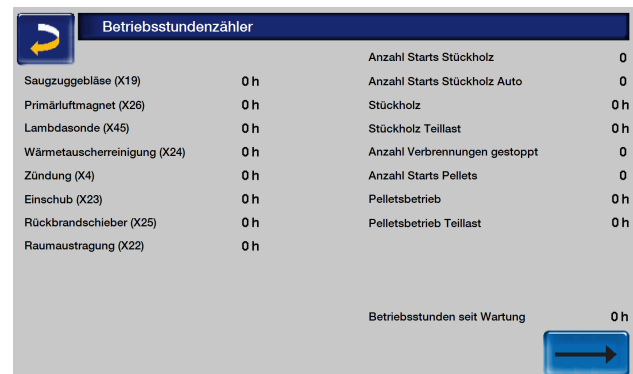 Betriebsstundenzähler
Anzahl Starts Stückholz 0
Saugzuggebläse (X19) 0 h Anzahl Starts Stückholz Auto 0
Primärluftmagnet (X26) 0 h Stückholz 0 h
Lambdasonde (X45) 0 h Stückholz Teillast 0 h
Wärmetauscherreinigung (X24) 0 h Anzahl Verbrennungen gestoppt 0
Zündung (X4) 0 h Anzahl Starts Pellets 0
Einschub (X23) 0 h Pelletsbetrieb 0 h
Rückbrandschieber (X25) 0 h Pelletsbetrieb Teillast 0 h
Raumaustragung (X22) 0 h
Betriebsstunden seit Wartung 0 h